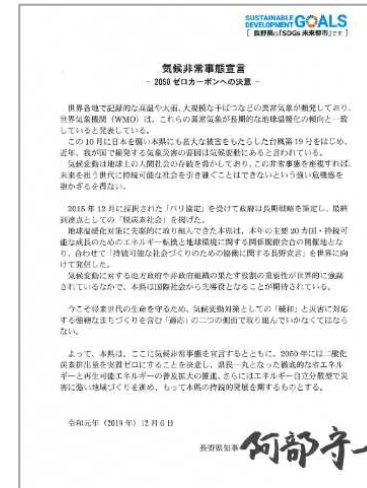 SUSTAINABLE
DEVELOPMENT GOALS
[ 長野県は「SDGs 未来都市」です ]
気候非常事態宣言
－ 2050 ゼロカーボンへの決意 －
世界各地で記録的な高温や大雨、大規模な干ばつなどの異常気象が頻発しており、
世界気象機関（WMO）は、これらの異常気象が長期的な地球温暖化の傾向と一致
していると発表している。
この10月に日本を襲い本県にも甚大な被害をもたらした台風第19号をはじめ、
近年、我が国で頻発する気象災害の要因は気候変動にあると言われている。
気候変動は地球上の人間社会の存続を脅かしており、この非常事態を座視すれば、
未来を担う世代に持続可能な社会を引き継ぐことはできないという強い危機感を
抱かざるを得ない。
2015年12月に採択された「パリ協定」を受けて政府は長期戦略を策定し、最終
到達点としての「脱炭素社会」を掲げた。
地球温暖化対策に先駆的に取り組んできた本県は、本年の主要20カ国・持続可
能な成長のためのエネルギー転換と地球環境に関する関係閣僚会合の開催地とな
り、合わせて「持続可能な社会づくりのための協働に関する長野宣言」を世界に向
けて発信した。
気候変動に対する地方政府や非政府組織の果たす役割の重要性が世界的に強調
されているなかで、本県は国際社会から先導役となることが期待されている。
今こそ将来世代の生命を守るため、気候変動対策としての「緩和」と災害に対応
する強靭なまちづくりを含む「適応」の二つの側面で取り組んでいかなくてはなら
ない。
よって、本県は、ここに気候非常事態を宣言するとともに、2050年には二酸化
炭素排出量を実質ゼロにすることを決意し、県民一丸となった徹底的な省エネル
ギーと再生可能エネルギーの普及拡大の推進、さらにはエネルギー自立分散型で災
害に強い地域づくりを進め、もって本県の持続的発展を期するものとする。
令和元年（2019年）12月6日
長野県知事 阿部守一